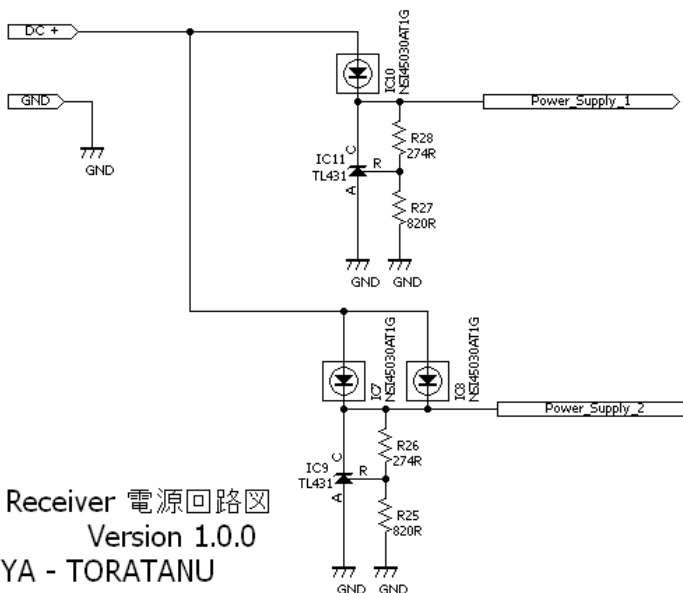 DC +
GND
GND
IC10
NSI45030AT1G
Power_Supply_1
R28
274R
IC11
TL431
C
R
A
R27
820R
GND
GND
IC7
NSI45030AT1G
IC8
NSI45030AT1G
Power_Supply_2
R26
274R
IC9
TL431
C
R
A
R25
820R
GND
GND
Receiver 電源回路図
Version 1.0.0
YA - TORATANU